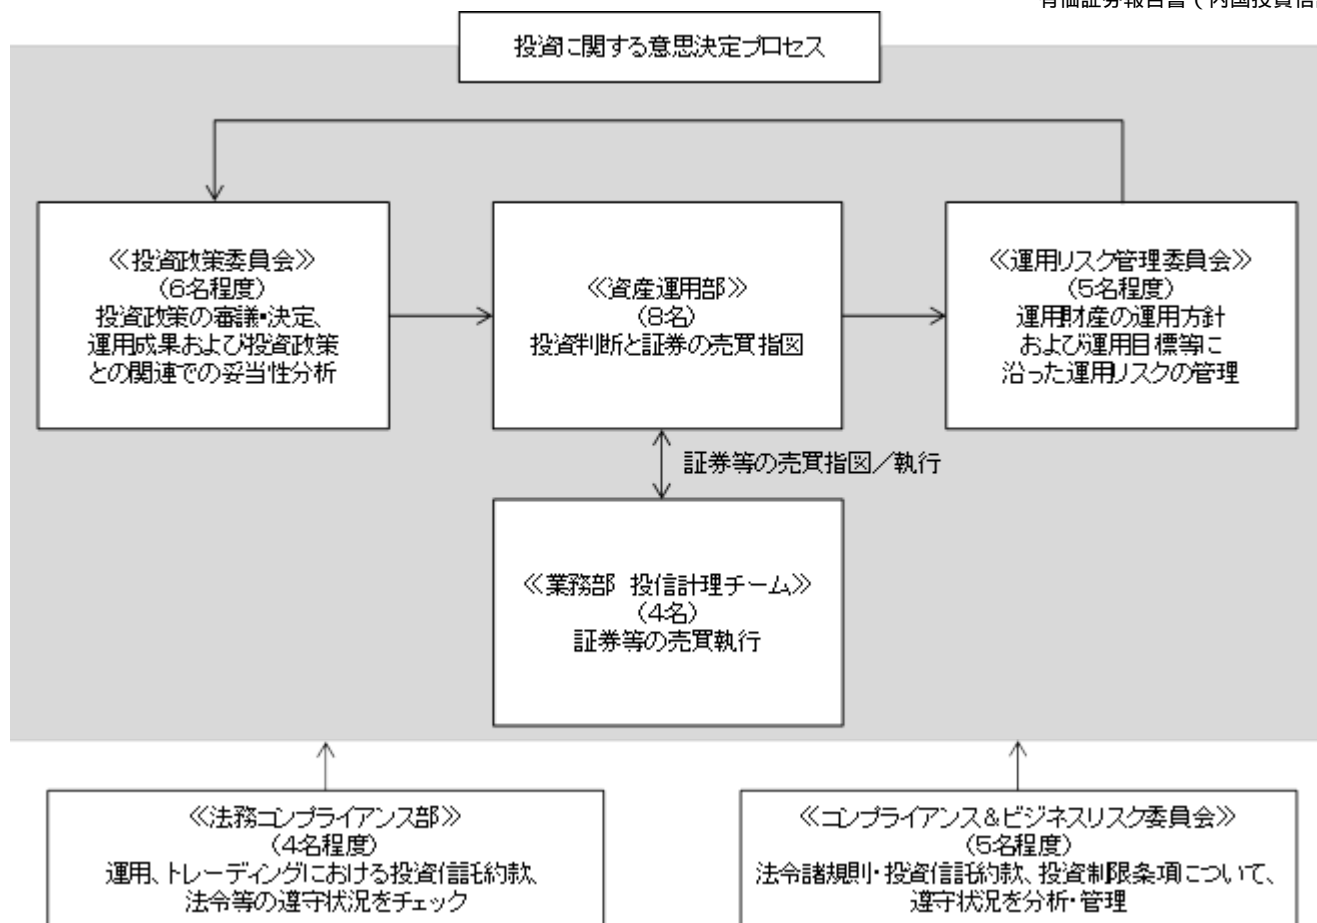 有価証券報告書(内国投資信
投資に関する意思決定プロセス
≪投資政策委員会≫
(6名程度)
投資政策の審議・決定、
運用成果および投資政策
との関連での妥当性分析
≪資産運用部≫
(8名)
投資判断と証券の売買指図
≪運用リスク管理委員会≫
(5名程度)
運用財産の運用方針
および運用目標等に
沿った運用リスクの管理
証券等の売買指図/執行
≪業務部 投信計理チーム≫
(4名)
証券等の売買執行
≪法務コンプライアンス部≫
(4名程度)
運用、トレーディングにおける投資信託約款、
法令等の遵守状況をチェック
≪コンプライアンス&ビジネスリスク委員会≫
(5名程度)
法令諸規則・投資信託約款、投資制限条項について、
遵守状況を分析・管理